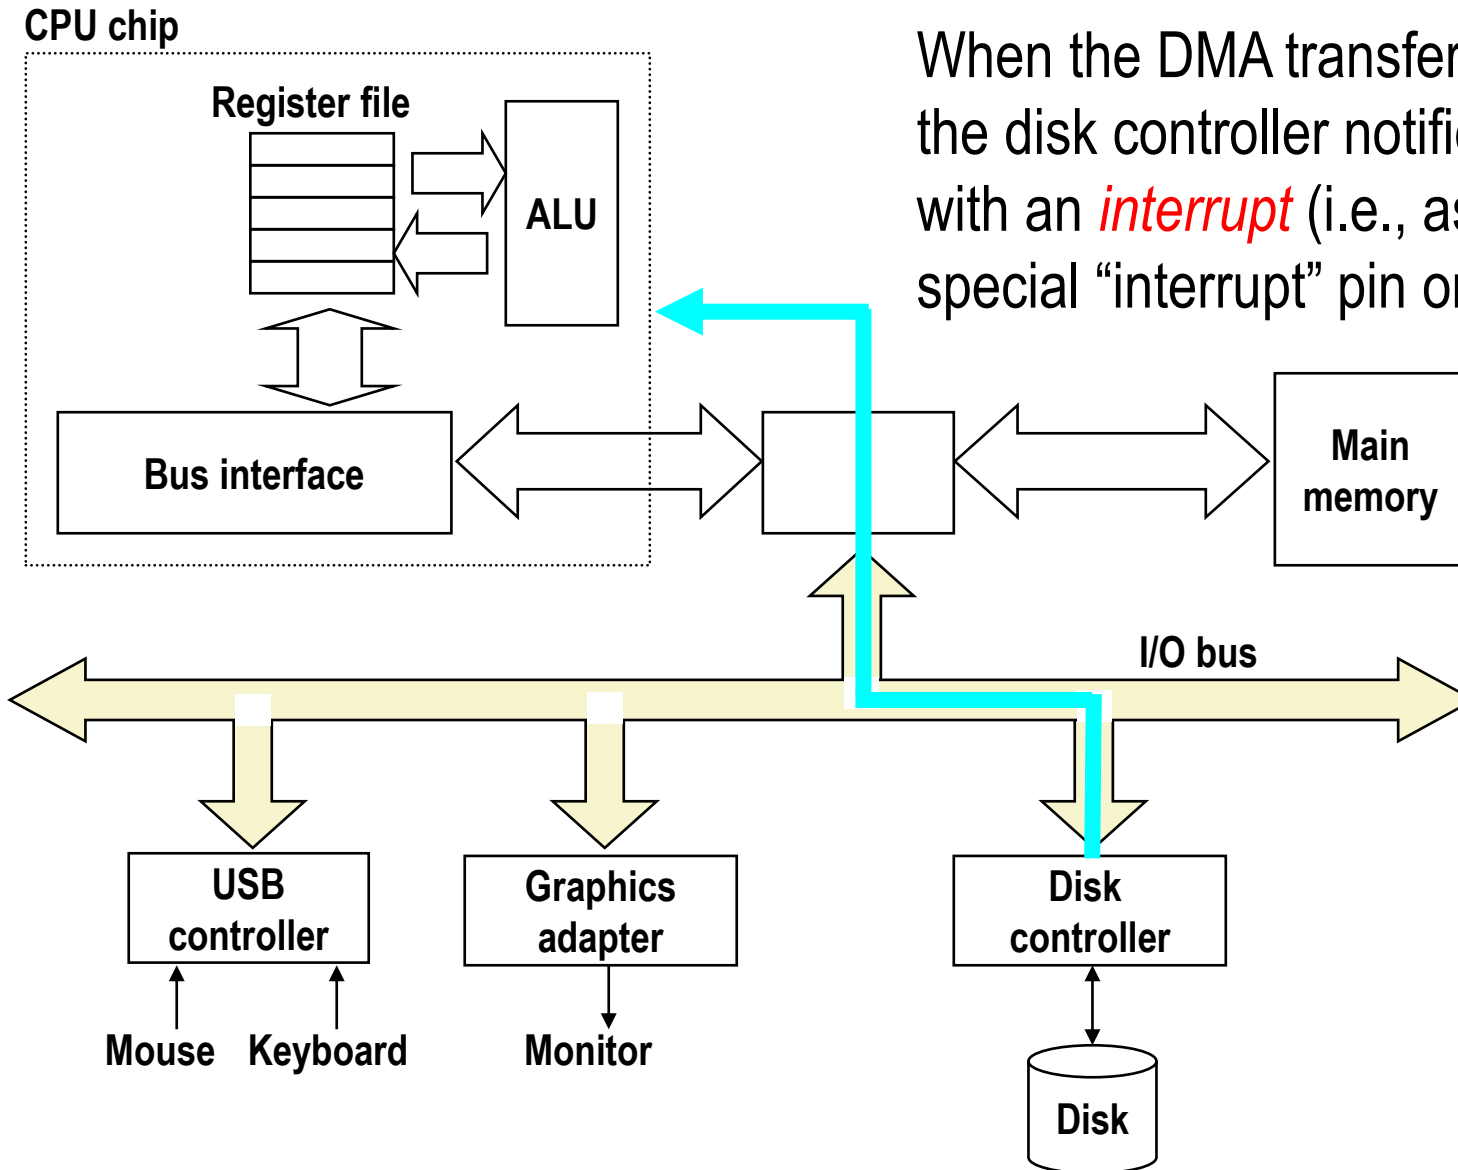 CPU chip
When the DMA transfer
the disk controller notifie
with an interrupt (i.e., as
special “interrupt” pin or
Register file
ALU
Bus interface
Main
memory
I/O bus
USB
controller
Graphics
adapter
Disk
controller
Mouse
Keyboard
Monitor
Disk